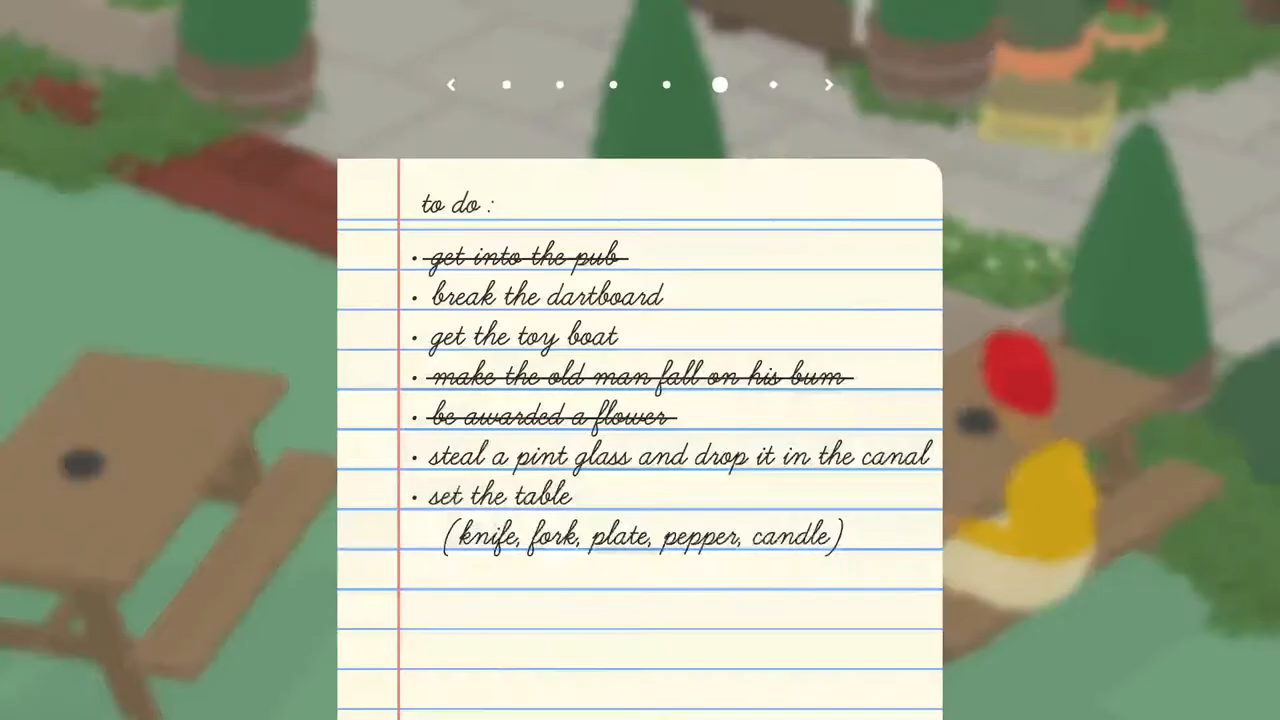 to do :
• get into the pub
• break the dartboard
• get the toy boat
• make the old man fall on his bum
• be awarded a flower
• steal a pint glass and drop it in the canal
• set the table
(knife, fork, plate, pepper, candle)